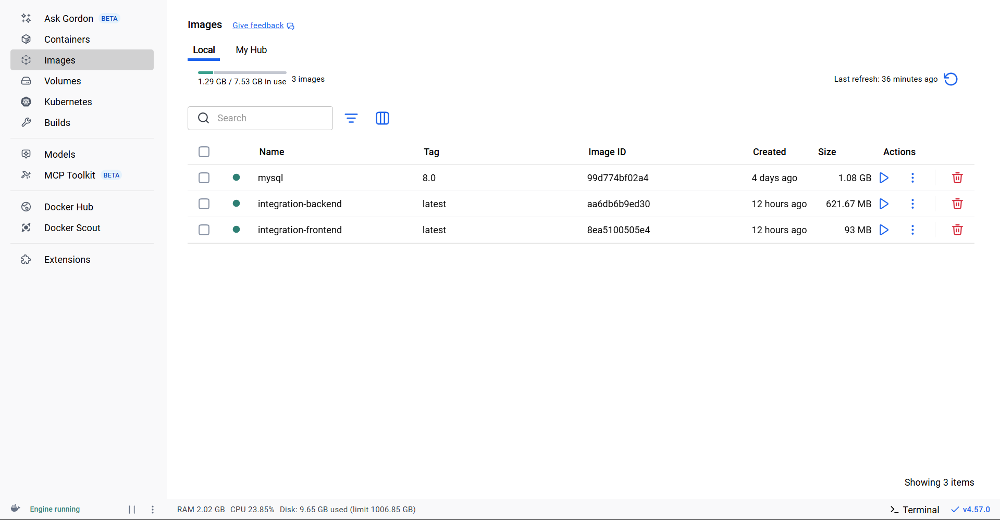 Ask Gordon BETA
Containers
Images
Volumes
Kubernetes
Builds
Models
MCP Toolkit BETA
Docker Hub
Docker Scout
Extensions
Images Give feedback
Local My Hub
1.29 GB / 7.53 GB in use 3 images
Last refresh: 36 minutes ago
Search
Name Tag Image ID Created Size Actions
mysql 8.0 99d774bf02a4 4 days ago 1.08 GB
integration-backend latest aa6db6b9ed30 12 hours ago 621.67 MB
integration-frontend latest 8ea5100505e4 12 hours ago 93 MB
Showing 3 items
Engine running RAM 2.02 GB CPU 23.85% Disk: 9.65 GB used (limit 1006.85 GB) Terminal v4.57.0